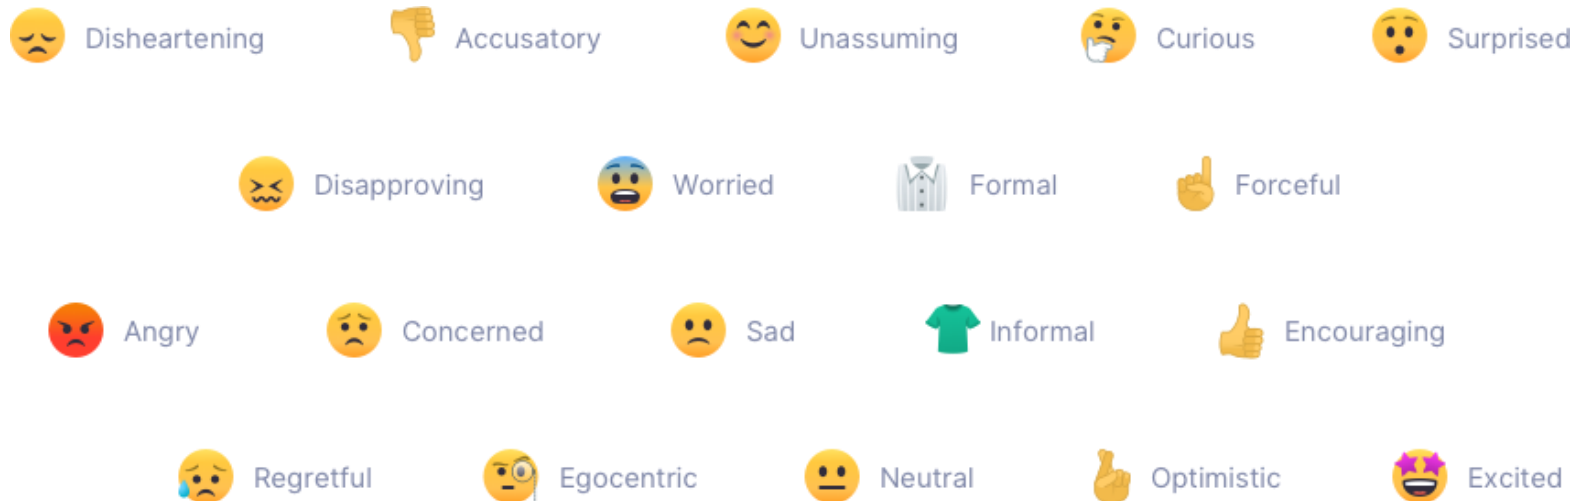 Disheartening Accusatory Unassuming Curious Surprised
Disapproving Worried Formal Forceful
Angry Concerned Sad Informal Encouraging
Regretful Egocentric Neutral Optimistic Excited